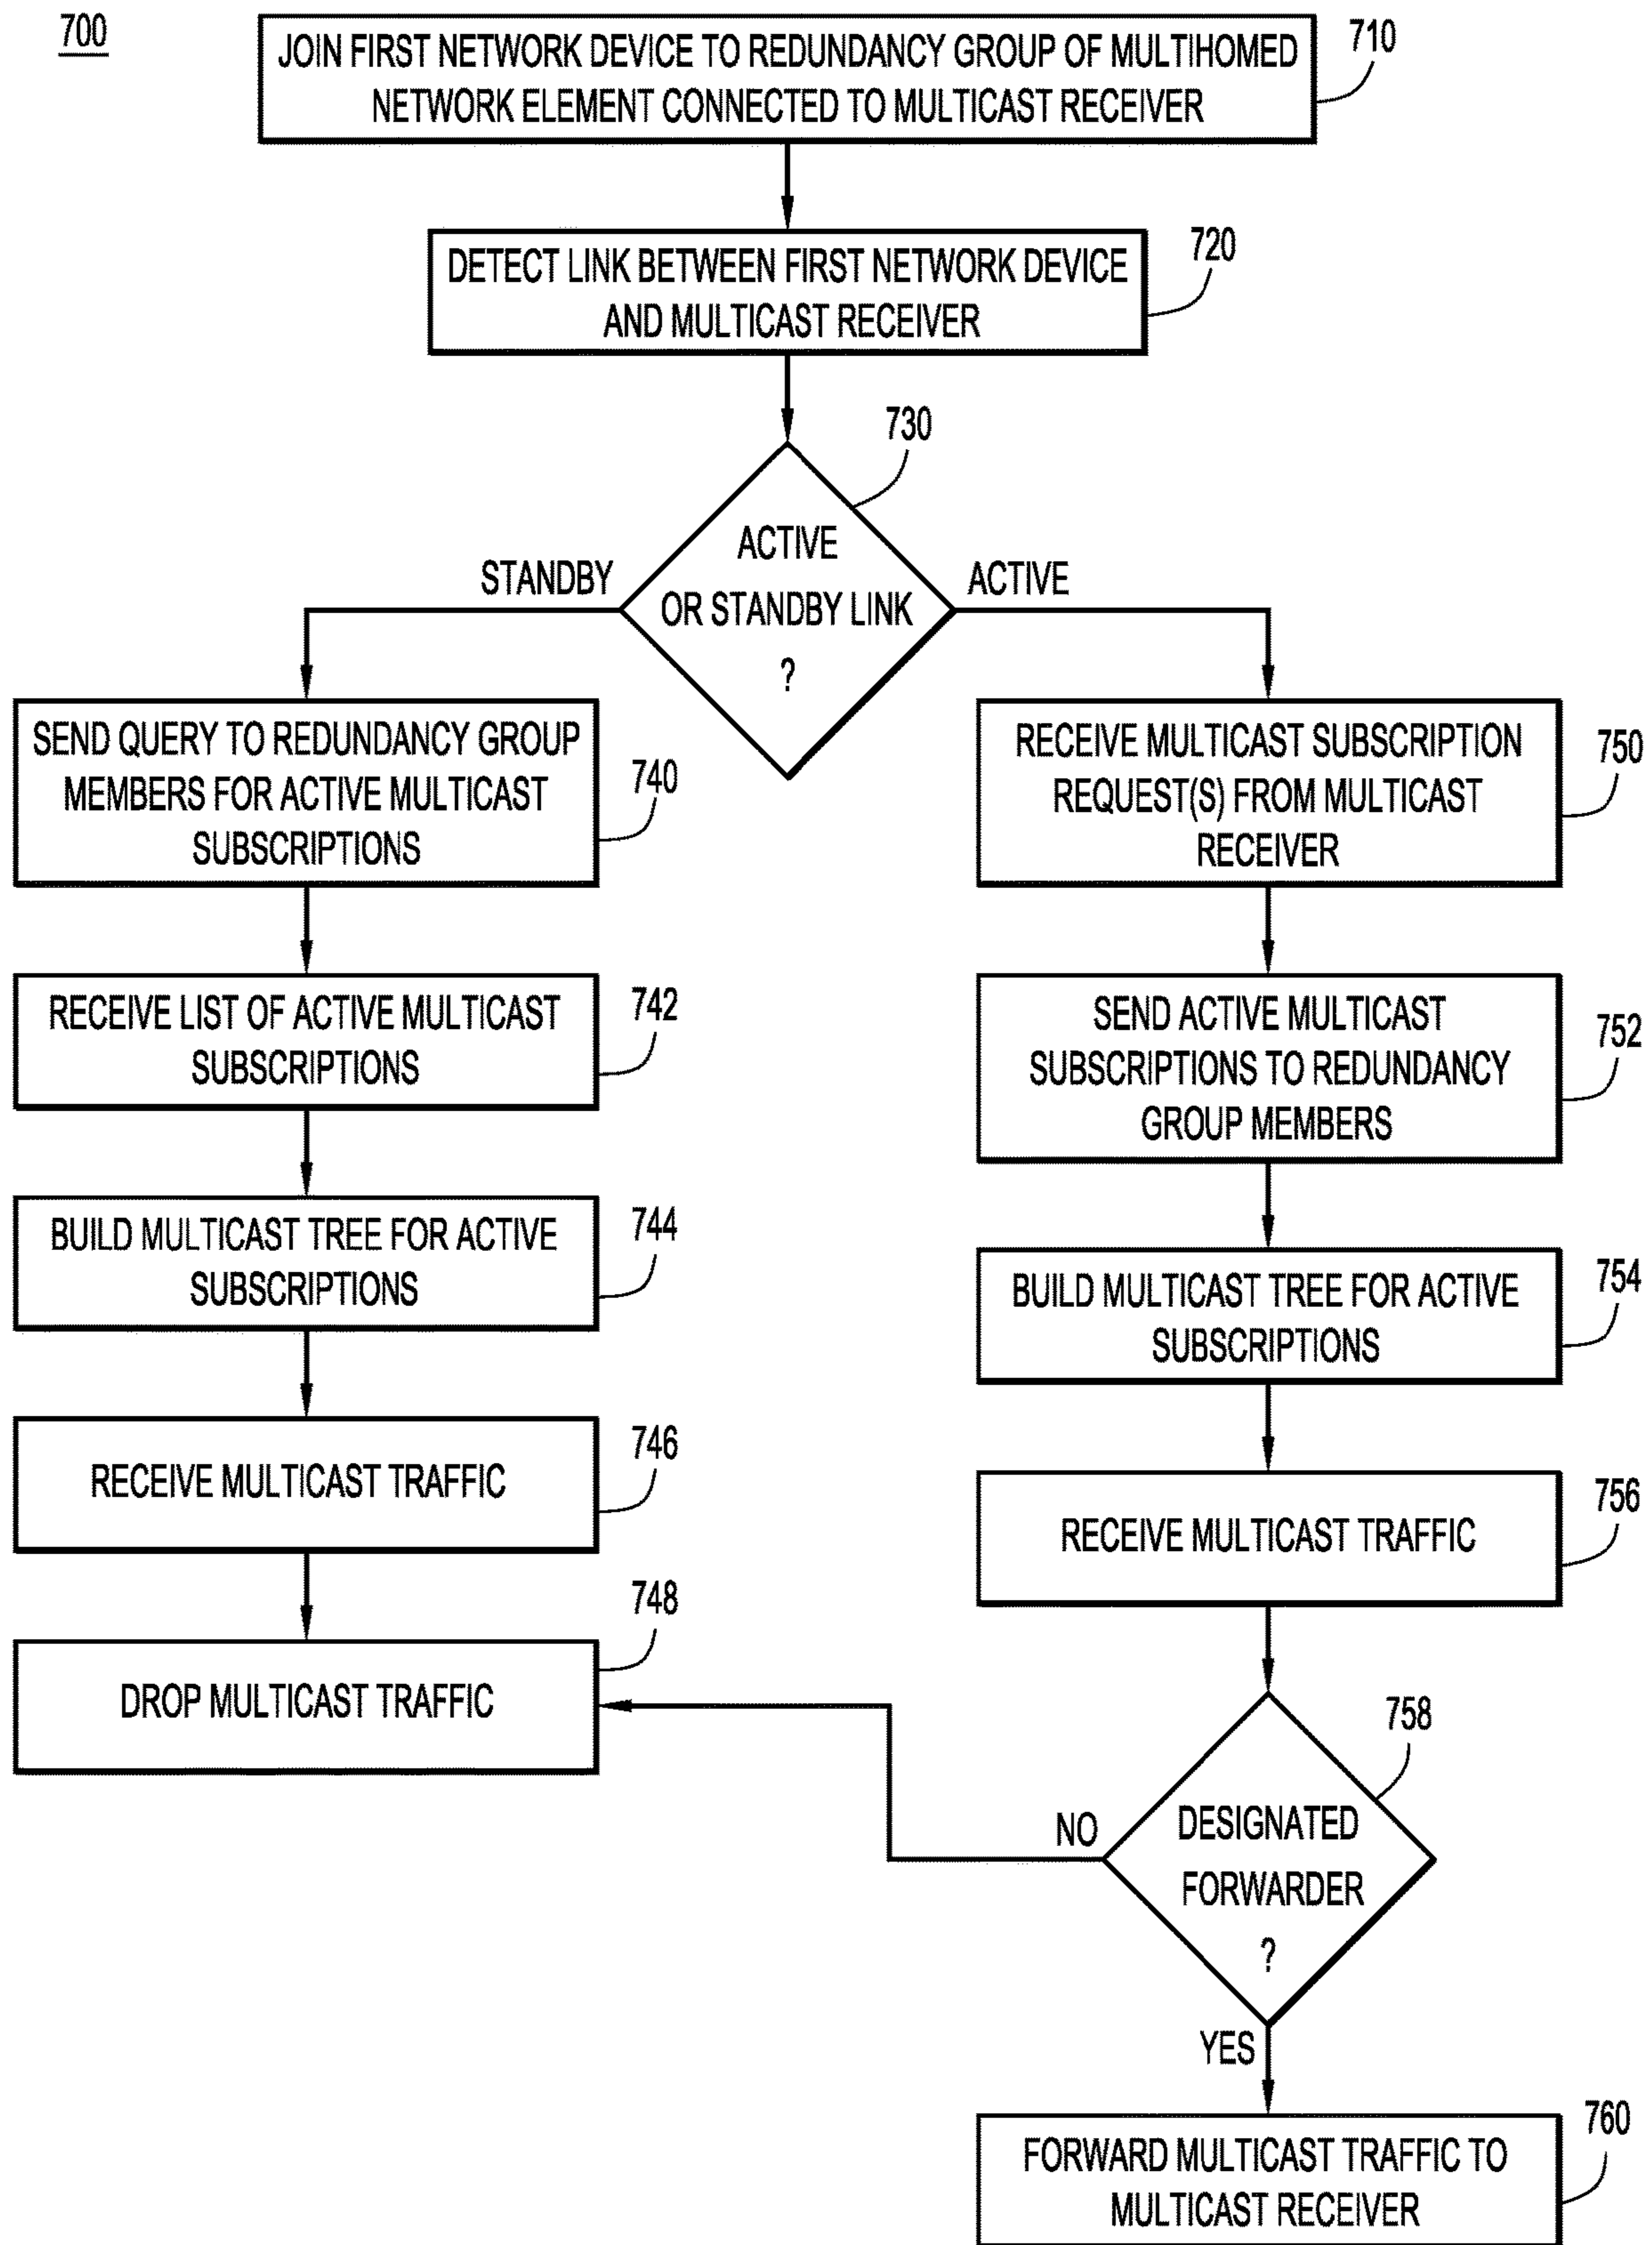 700
JOIN FIRST NETWORK DEVICE TO REDUNDANCY GROUP OF MULTIHOMED
NETWORK ELEMENT CONNECTED TO MULTICAST RECEIVER
710
DETECT LINK BETWEEN FIRST NETWORK DEVICE
AND MULTICAST RECEIVER
720
730
ACTIVE
OR STANDBY LINK
?
STANDBY
ACTIVE
SEND QUERY TO REDUNDANCY GROUP
MEMBERS FOR ACTIVE MULTICAST
SUBSCRIPTIONS
740
RECEIVE LIST OF ACTIVE MULTICAST
SUBSCRIPTIONS
742
BUILD MULTICAST TREE FOR ACTIVE
SUBSCRIPTIONS
744
RECEIVE MULTICAST TRAFFIC
746
DROP MULTICAST TRAFFIC
748
RECEIVE MULTICAST SUBSCRIPTION
REQUEST(S) FROM MULTICAST
RECEIVER
750
SEND ACTIVE MULTICAST
SUBSCRIPTIONS TO REDUNDANCY
GROUP MEMBERS
752
BUILD MULTICAST TREE FOR ACTIVE
SUBSCRIPTIONS
754
RECEIVE MULTICAST TRAFFIC
756
758
DESIGNATED
FORWARDER
?
NO
YES
FORWARD MULTICAST TRAFFIC TO
MULTICAST RECEIVER
760